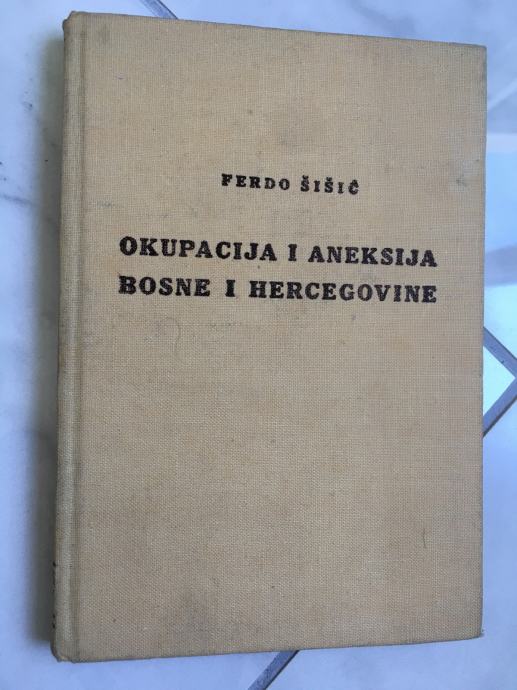 FERDO ŠIŠIĆ
OKUPACIJA I ANEKSIJA
BOSNE I HERCEGOVINE